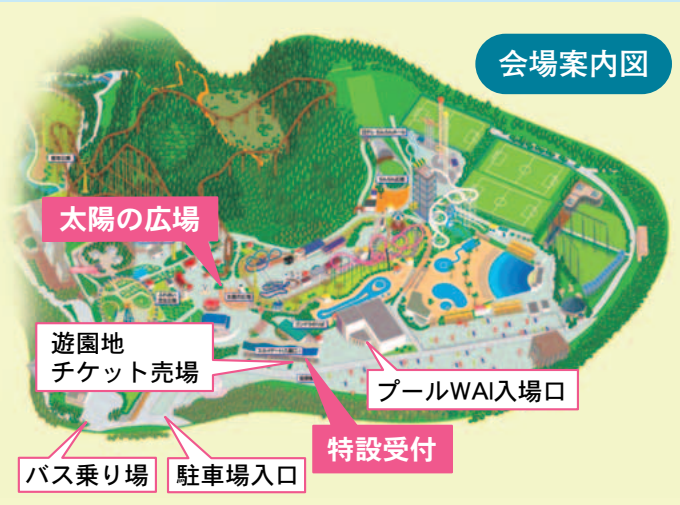 会場案内図
太陽の広場
遊園地
チケット売場
プールWAI入場口
特設受付
バス乗り場
駐車場入口